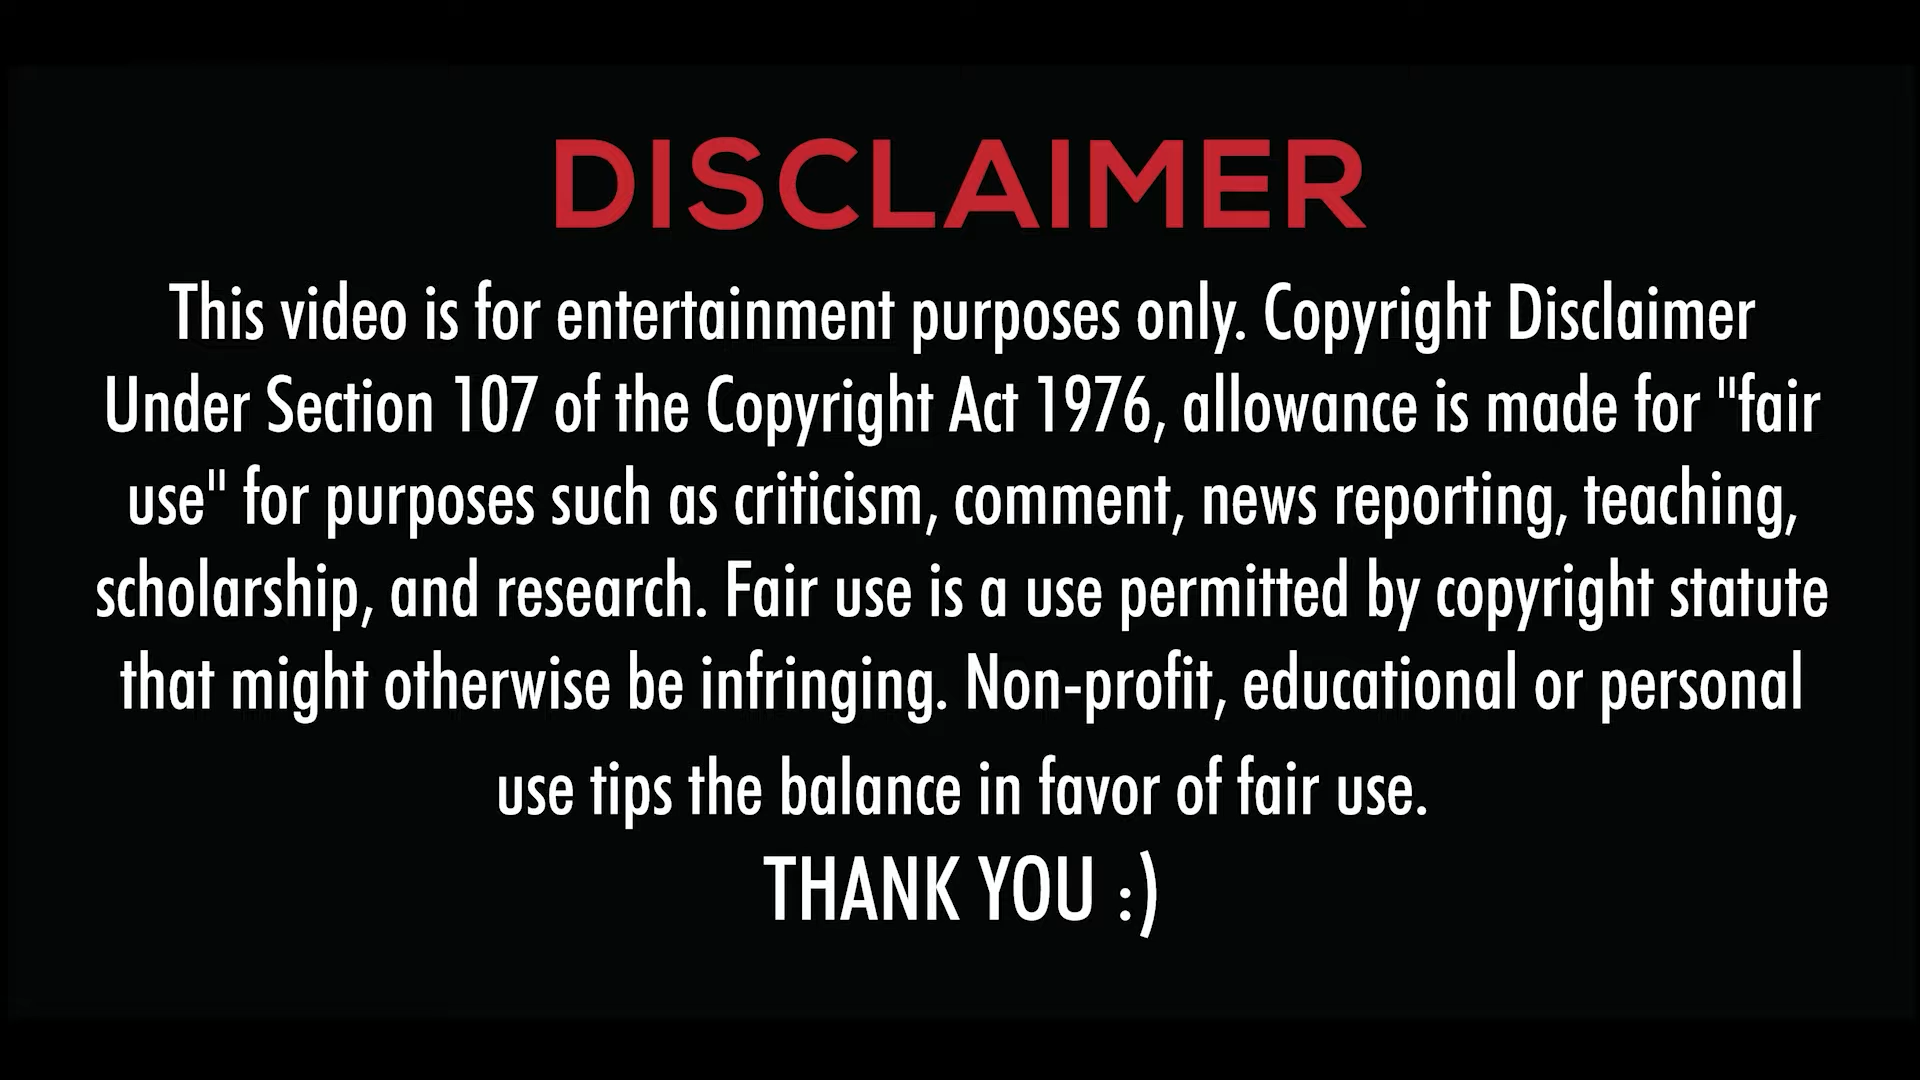 DISCLAIMER
This video is for entertainment purposes only. Copyright Disclaimer
Under Section 107 of the Copyright Act 1976, allowance is made for "fair
use" for purposes such as criticism, comment, news reporting, teaching,
scholarship, and research. Fair use is a use permitted by copyright statute
that might otherwise be infringing. Non-profit, educational or personal
use tips the balance in favor of fair use.
THANK YOU :)